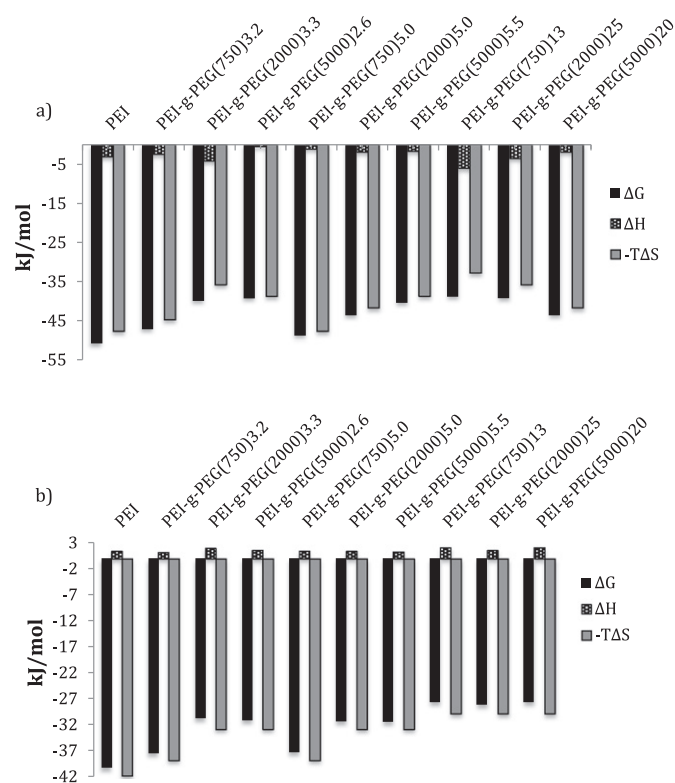 a)
PEI
PEI-g-PEG(750)3.2
PEI-g-PEG(2000)3.3
PEI-g-PEG(5000)2.6
PEI-g-PEG(750)5.0
PEI-g-PEG(2000)5.0
PEI-g-PEG(5000)5.5
PEI-g-PEG(750)13
PEI-g-PEG(2000)25
PEI-g-PEG(5000)20
-5
-15
-25
-35
-45
-55
kJ/mol
ΔG
ΔH
-TΔS
b)
PEI
PEI-g-PEG(750)3.2
PEI-g-PEG(2000)3.3
PEI-g-PEG(5000)2.6
PEI-g-PEG(750)5.0
PEI-g-PEG(2000)5.0
PEI-g-PEG(5000)5.5
PEI-g-PEG(750)13
PEI-g-PEG(2000)25
PEI-g-PEG(5000)20
3
-2
-7
-12
-17
-22
-27
-32
-37
-42
kJ/mol
ΔG
ΔH
-TΔS